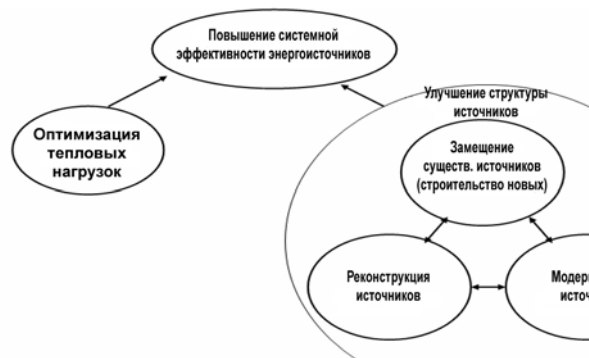 Повышение системной
эффективности энергоисточников
Оптимизация
тепловых
нагрузок
Улучшение структуры
источников
Замещение
существ. источников
(строительство новых)
Реконструкция
источников